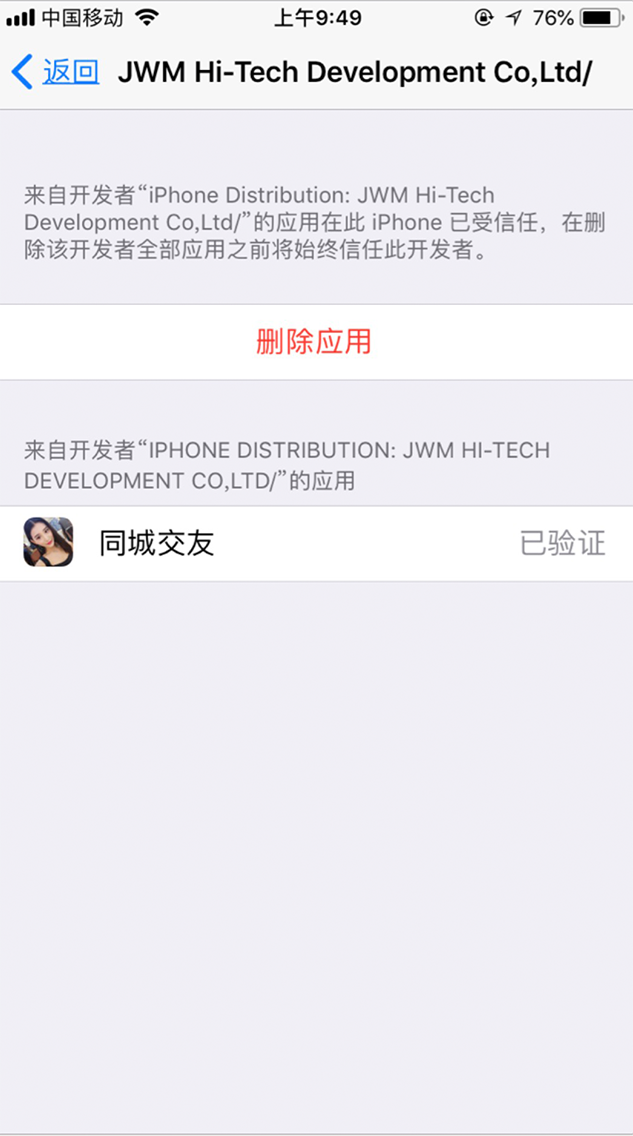 中国移动 上午9:49 76%
返回 JWM Hi-Tech Development Co,Ltd/
来自开发者“iPhone Distribution: JWM Hi-Tech
Development Co,Ltd/”的应用在此 iPhone 已受信任，在删
除该开发者全部应用之前将始终信任此开发者。
删除应用
来自开发者“IPHONE DISTRIBUTION: JWM HI-TECH
DEVELOPMENT CO,LTD/”的应用
同城交友 已验证